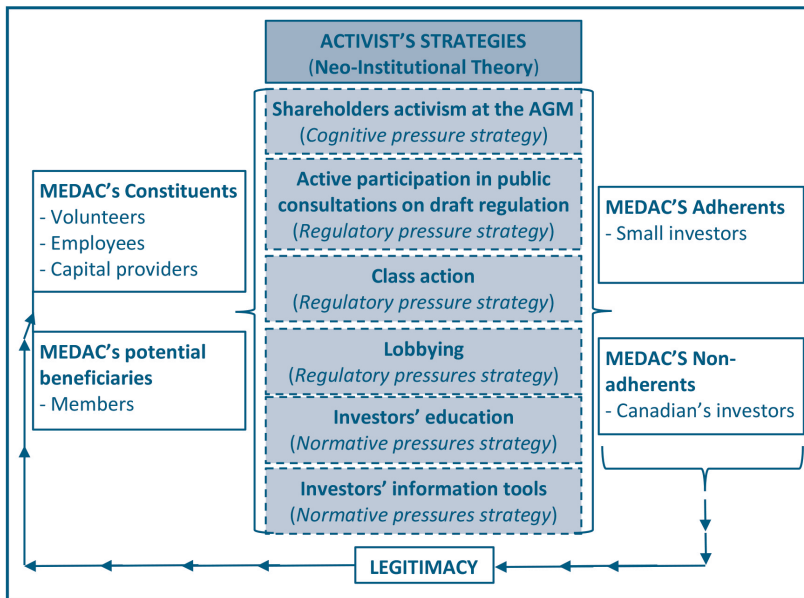 ACTIVIST'S STRATEGIES
(Neo-Institutional Theory)
Shareholders activism at the AGM
(Cognitive pressure strategy)
Active participation in public
consultations on draft regulation
(Regulatory pressure strategy)
Class action
(Regulatory pressure strategy)
Lobbying
(Regulatory pressures strategy)
Investors' education
(Normative pressures strategy)
Investors' information tools
(Normative pressures strategy)
MEDAC's Constituents
- Volunteers
- Employees
- Capital providers
MEDAC's potential
beneficiaries
- Members
MEDAC'S Adherents
- Small investors
MEDAC'S Non-
adherents
- Canadian's investors
LEGITIMACY